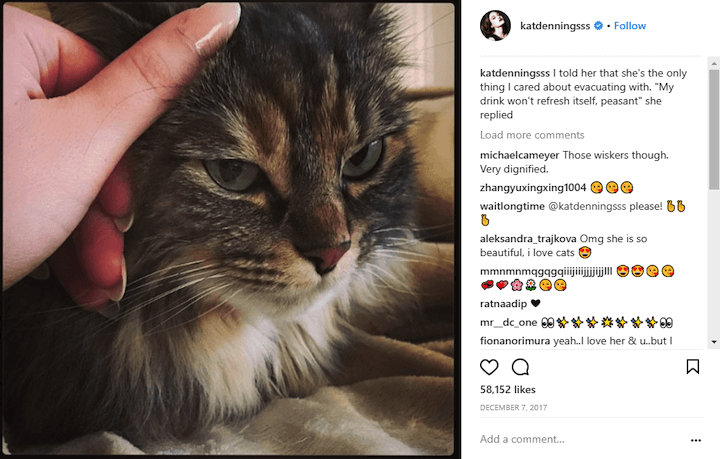 katdenningsss • Follow
katdenningsss I told her that she's the only
thing I cared about evacuating with. "My
drink won't refresh itself, peasant" she
replied
Load more comments
michaelcameyer Those wiskers though.
Very dignified.
zhangyuxingxing1004 😘😘😘
waitlongtime @katdenningsss please!
aleksandra_trajkova Omg she is so
beautiful, i love cats 😍
ratnaadip 🖤
mr__dc_one 👀
fionanorimura yeah..I love her & u..but I
58,152 likes
DECEMBER 7, 2017
Add a comment...